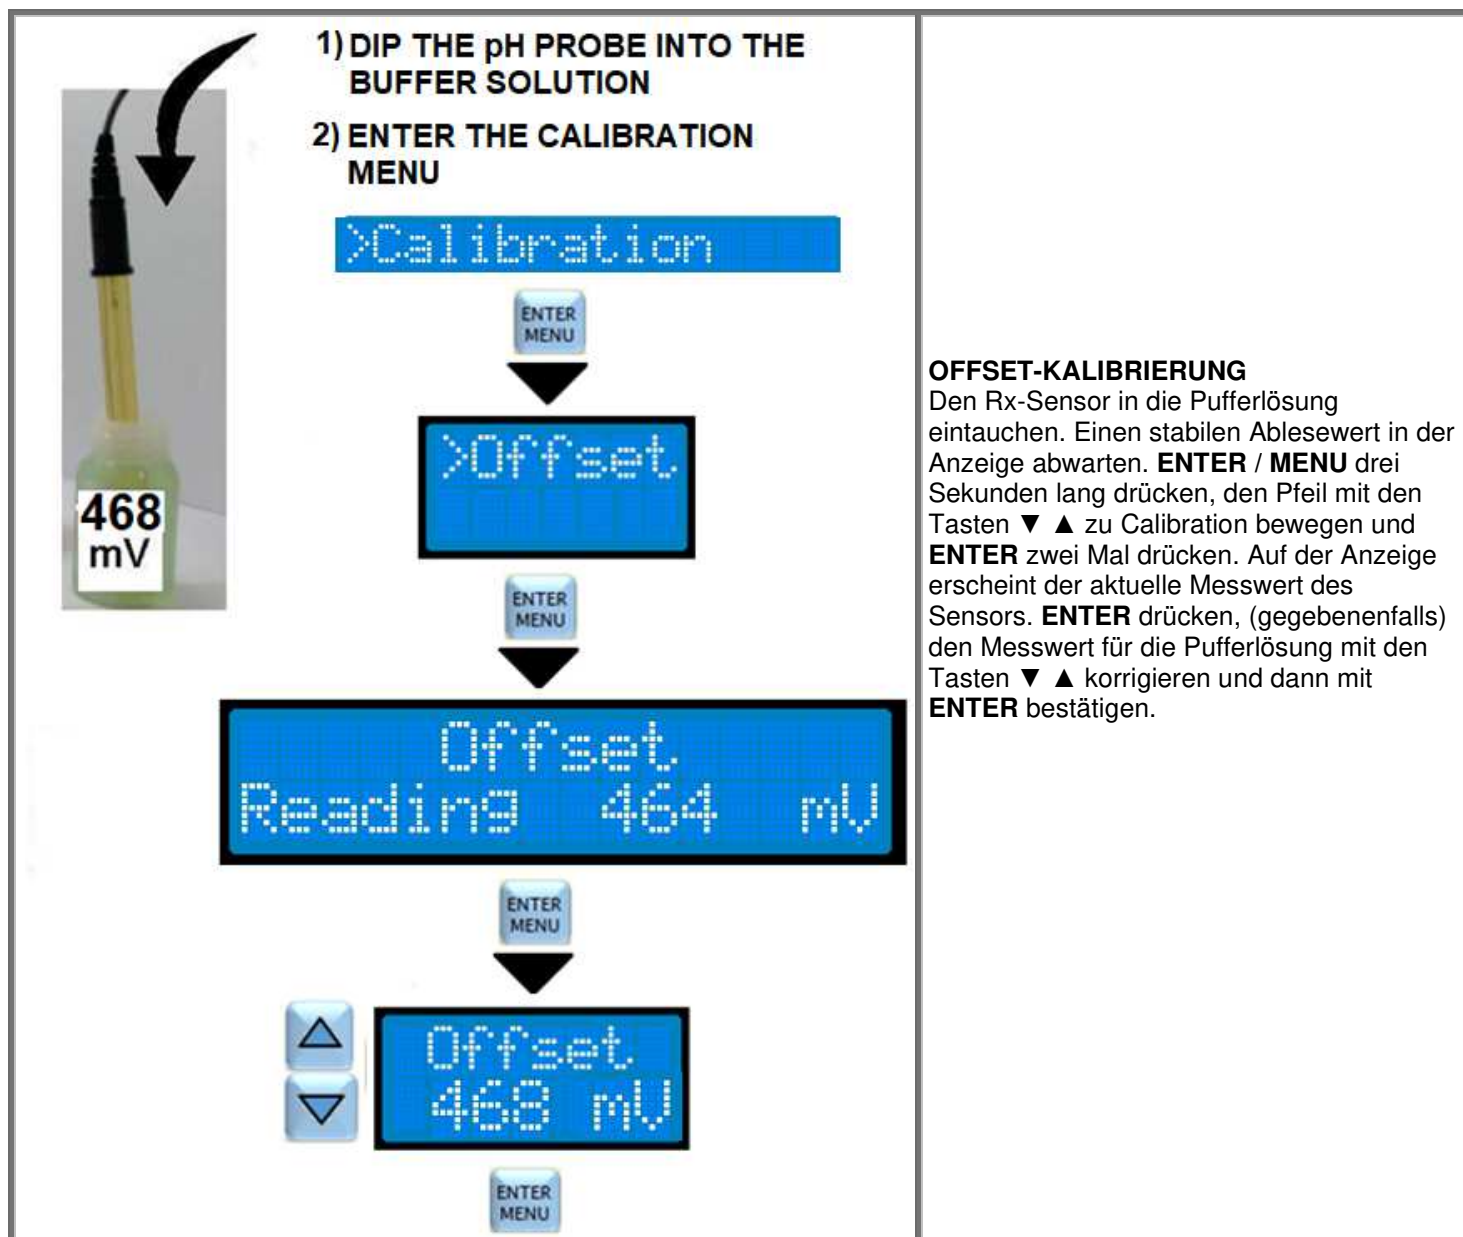 1) DIP THE pH PROBE INTO THE
BUFFER SOLUTION
2) ENTER THE CALIBRATION
MENU
>Calibration
ENTER
MENU
>Offset
468
mV
ENTER
MENU
Offset
Reading 464 mV
ENTER
MENU
Offset
468 mV
ENTER
MENU
OFFSET-KALIBRIERUNG
Den Rx-Sensor in die Pufferlösung
eintauchen. Einen stabilen Ablesewert in der
Anzeige abwarten. ENTER / MENU drei
Sekunden lang drücken, den Pfeil mit den
Tasten ▼ ▲ zu Calibration bewegen und
ENTER zwei Mal drücken. Auf der Anzeige
erscheint der aktuelle Messwert des
Sensors. ENTER drücken, (gegebenenfalls)
den Messwert für die Pufferlösung mit den
Tasten ▼ ▲ korrigieren und dann mit
ENTER bestätigen.